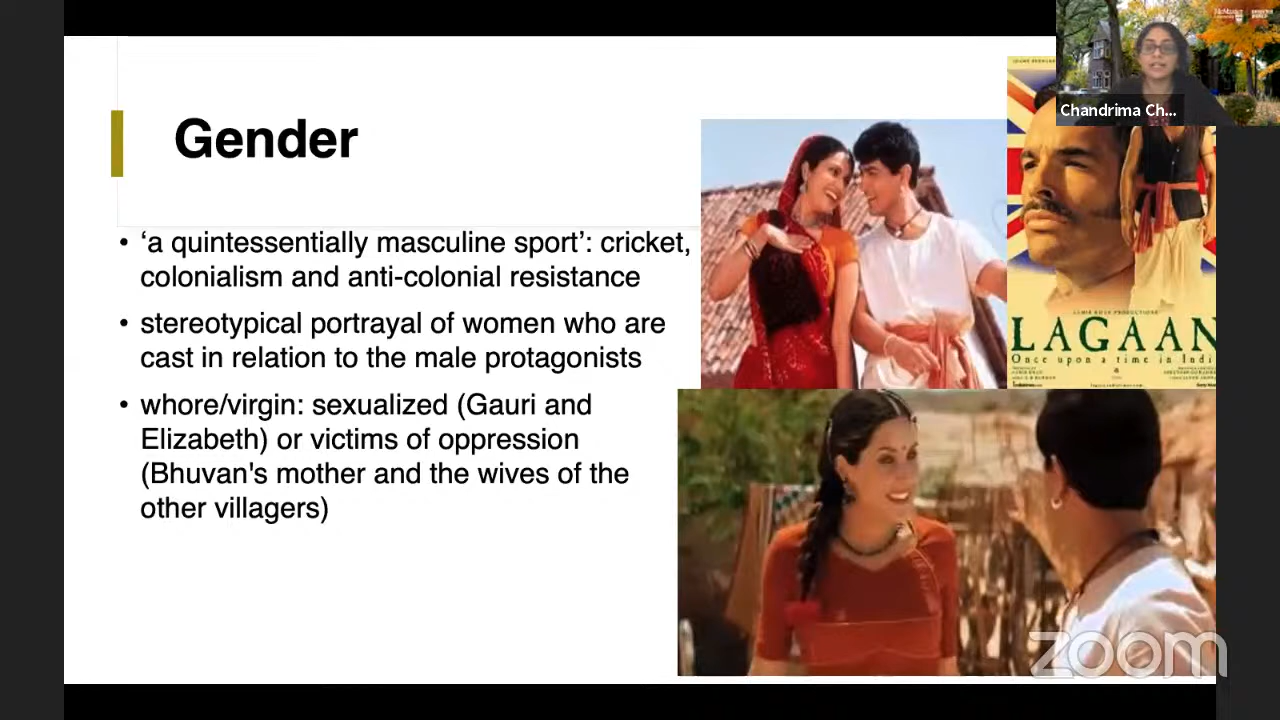 Gender
• ‘a quintessentially masculine sport’: cricket,
colonialism and anti-colonial resistance
• stereotypical portrayal of women who are
cast in relation to the male protagonists
• whore/virgin: sexualized (Gauri and
Elizabeth) or victims of oppression
(Bhuvan's mother and the wives of the
other villagers)
Chandrima Ch...
LAGAAN
Once upon a time in Indi
zoom